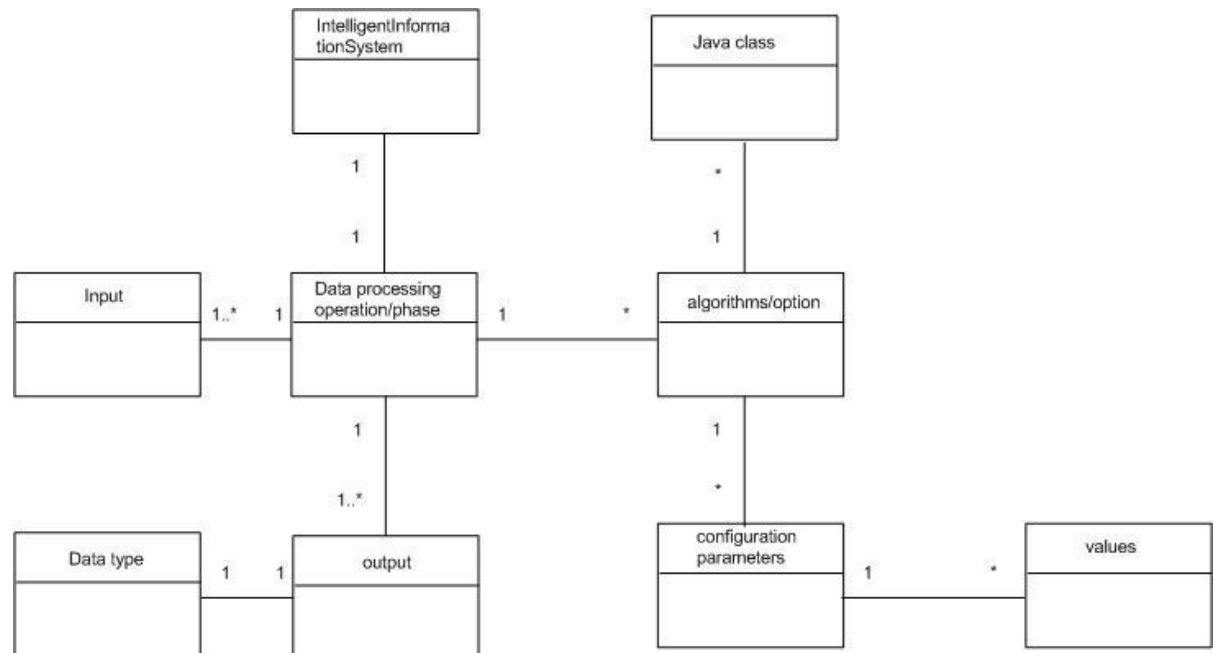 IntelligentInforma
tionSystem
Java class
1
*
1
1
Input
Data processing
operation/phase
algorithms/option
1..*
1
1
*
1
1
1..*
*
Data type
output
configuration
parameters
values
1
1
1
*